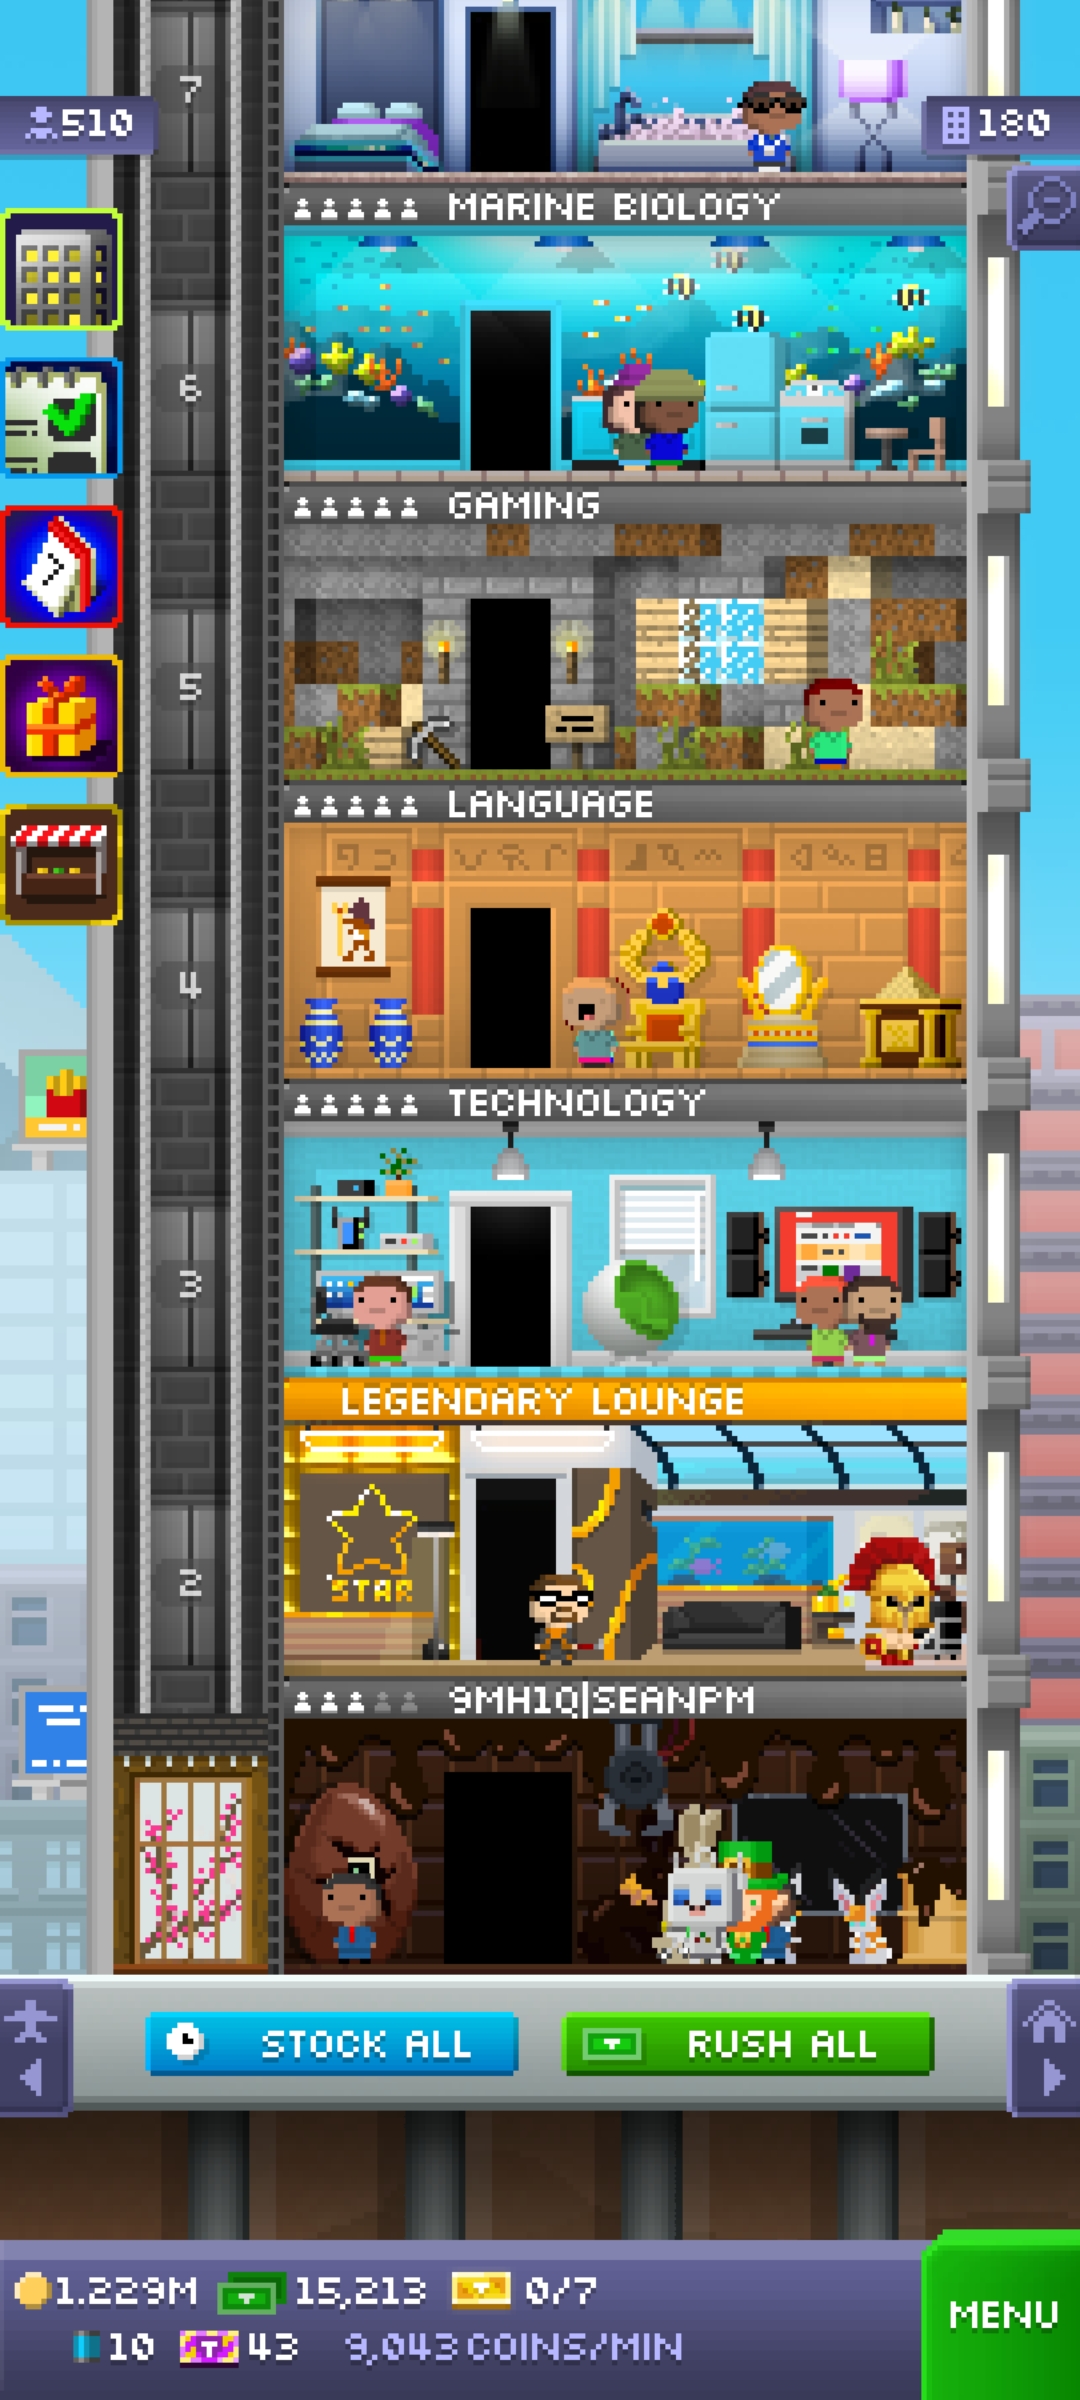 7
510
180
MARINE BIOLOGY
6
GAMING
5
LANGUAGE
4
TECHNOLOGY
3
LEGENDARY LOUNGE
STAR
2
9MH1Q|SEANPM
STOCK ALL
RUSH ALL
1.229M 15,213 0/7
10 43 9,043 COINS/MIN
MENU